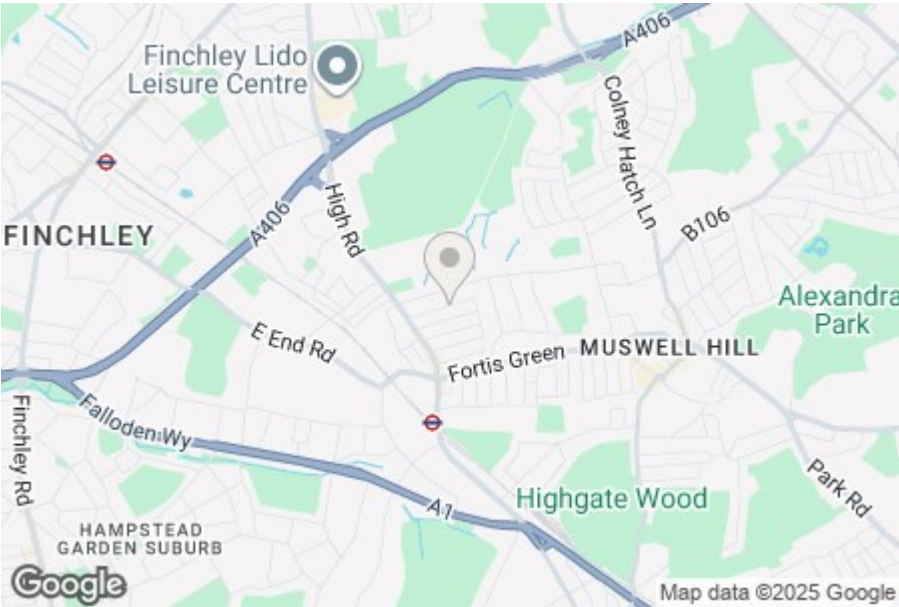 A406
Finchley Lido
Leisure Centre
Colney Hatch Ln
High Rd
A406
B106
FINCHLEY
Alexandra
Park
E End Rd
Fortis Green
MUSWELL HILL
Finchley Rd
Falloden Wy
Park Rd
Highgate Wood
A1
HAMPSTEAD
GARDEN SUBURB
Google
Map data ©2025 Google